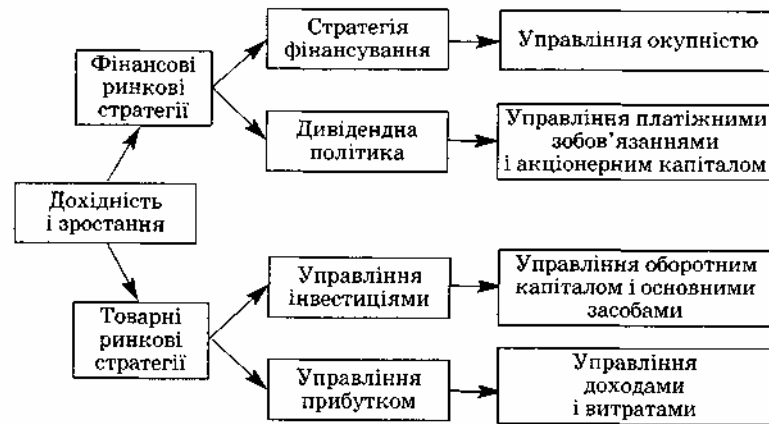 Стратегія
фінансування
Управління окупністю
Фінансові
ринкові
стратегії
Дивідендна
політика
Управління платіжними
зобов’язаннями
і акціонерним капіталом
Дохідність
і зростання
Управління
інвестиціями
Управління оборотним
капіталом і основними
засобами
Товарні
ринкові
стратегії
Управління
прибутком
Управління
доходами
і витратами